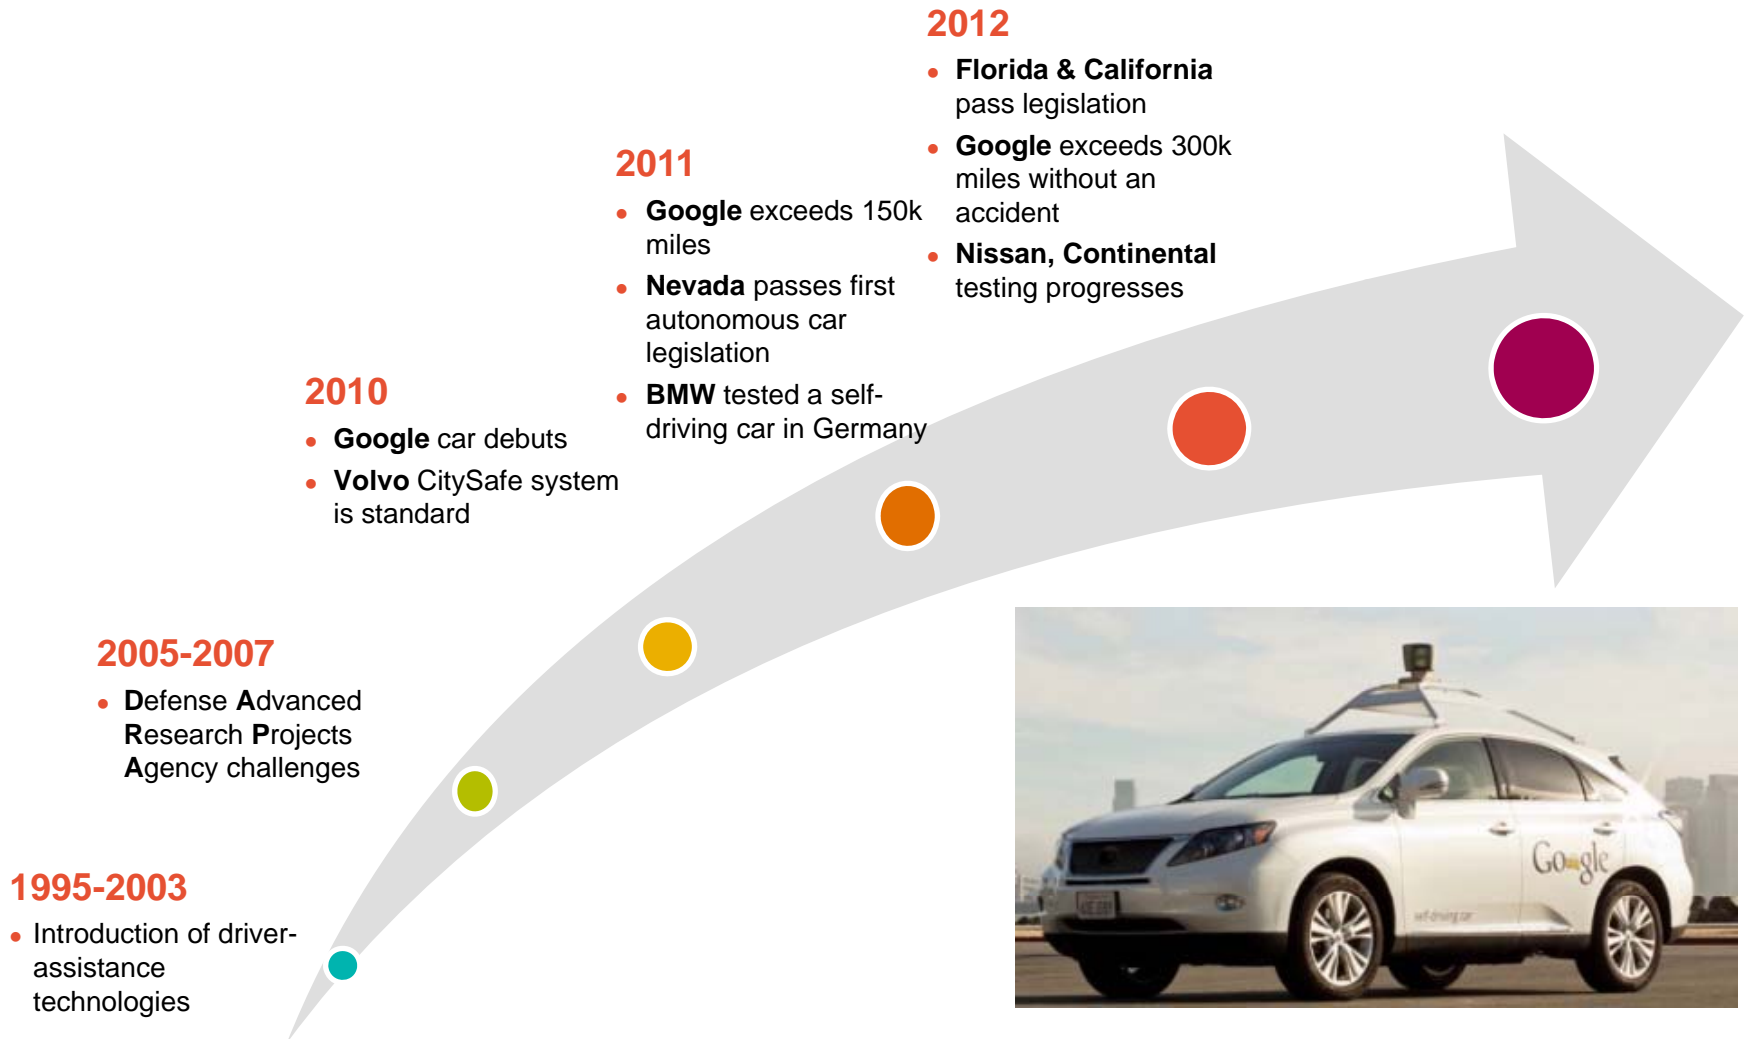 2012
• Florida & California
pass legislation
• Google exceeds 300k
miles without an
accident
• Nissan, Continental
testing progresses
2011
• Google exceeds 150k
miles
• Nevada passes first
autonomous car
legislation
• BMW tested a self-
driving car in Germany
2010
• Google car debuts
• Volvo CitySafe system
is standard
2005-2007
• Defense Advanced
Research Projects
Agency challenges
1995-2003
• Introduction of driver-
assistance
technologies
Google
self-driving car